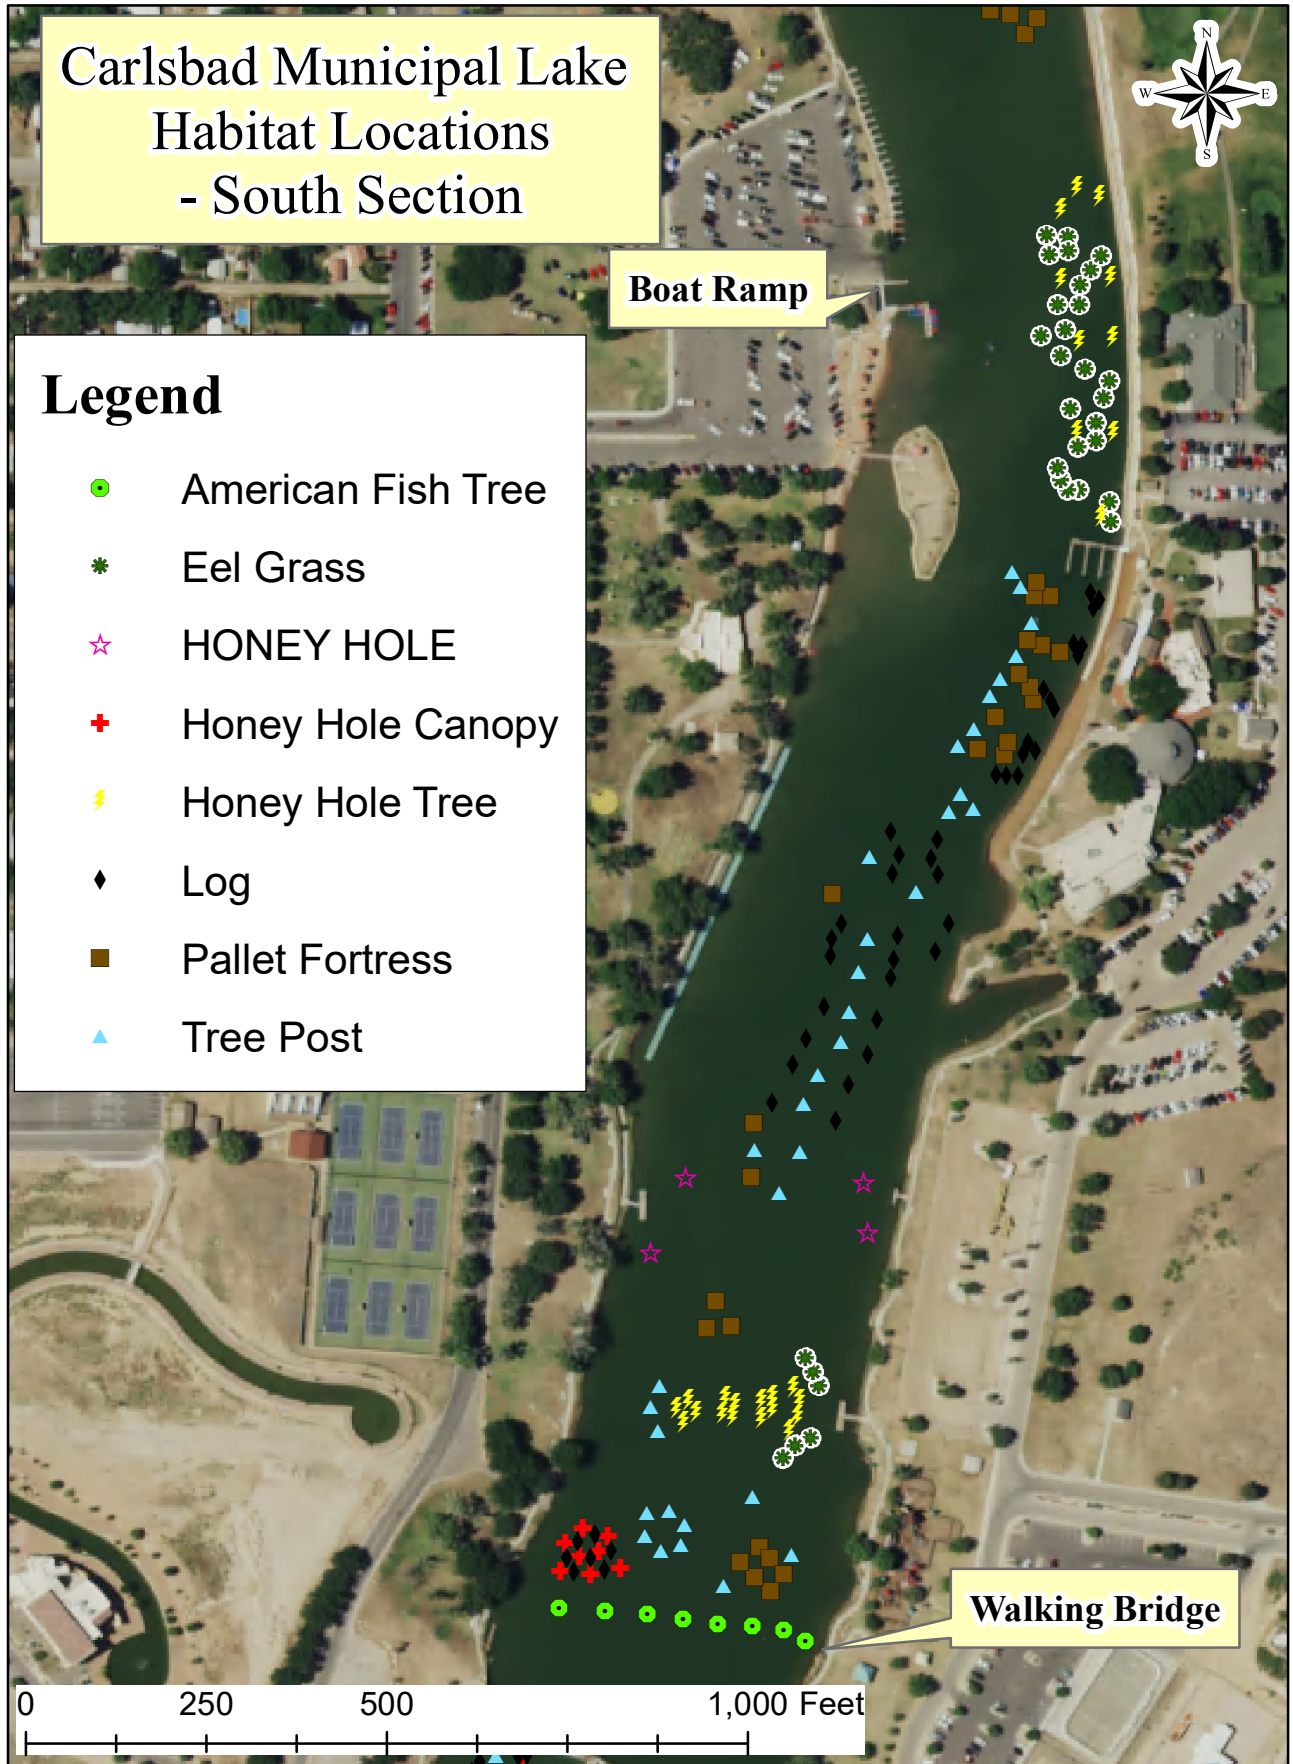 Carlsbad Municipal Lake
Habitat Locations
- South Section
N
W
E
S
Boat Ramp
Legend
American Fish Tree
Eel Grass
HONEY HOLE
Honey Hole Canopy
Honey Hole Tree
Log
Pallet Fortress
Tree Post
Walking Bridge
0 250 500 1,000 Feet